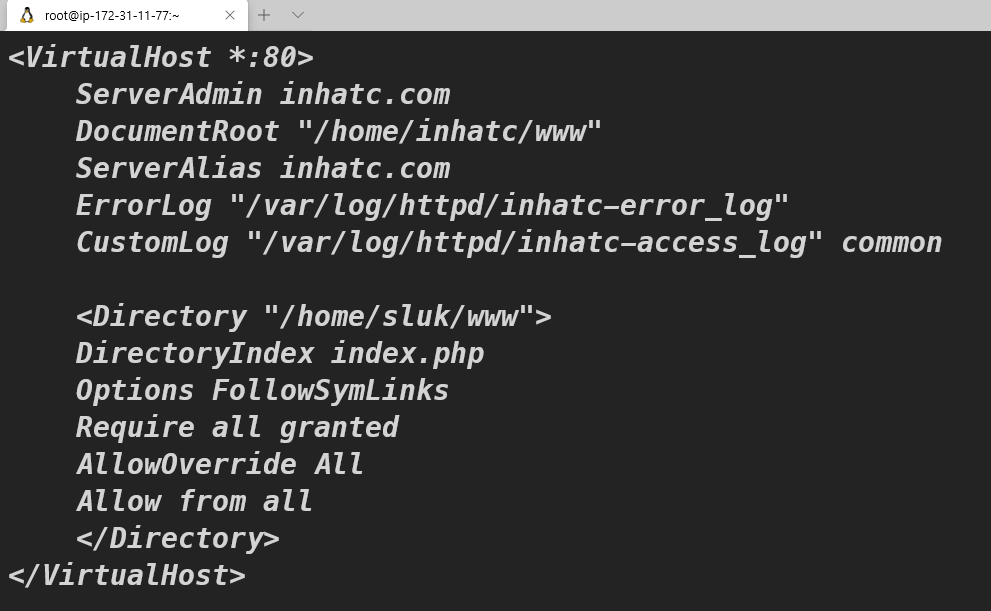 root@ip-172-31-11-77:~
<VirtualHost *:80>
    ServerAdmin inhatc.com
    DocumentRoot "/home/inhatc/www"
    ServerAlias inhatc.com
    ErrorLog "/var/log/httpd/inhatc-error_log"
    CustomLog "/var/log/httpd/inhatc-access_log" common

    <Directory "/home/sluk/www">
    DirectoryIndex index.php
    Options FollowSymLinks
    Require all granted
    AllowOverride All
    Allow from all
    </Directory>
</VirtualHost>